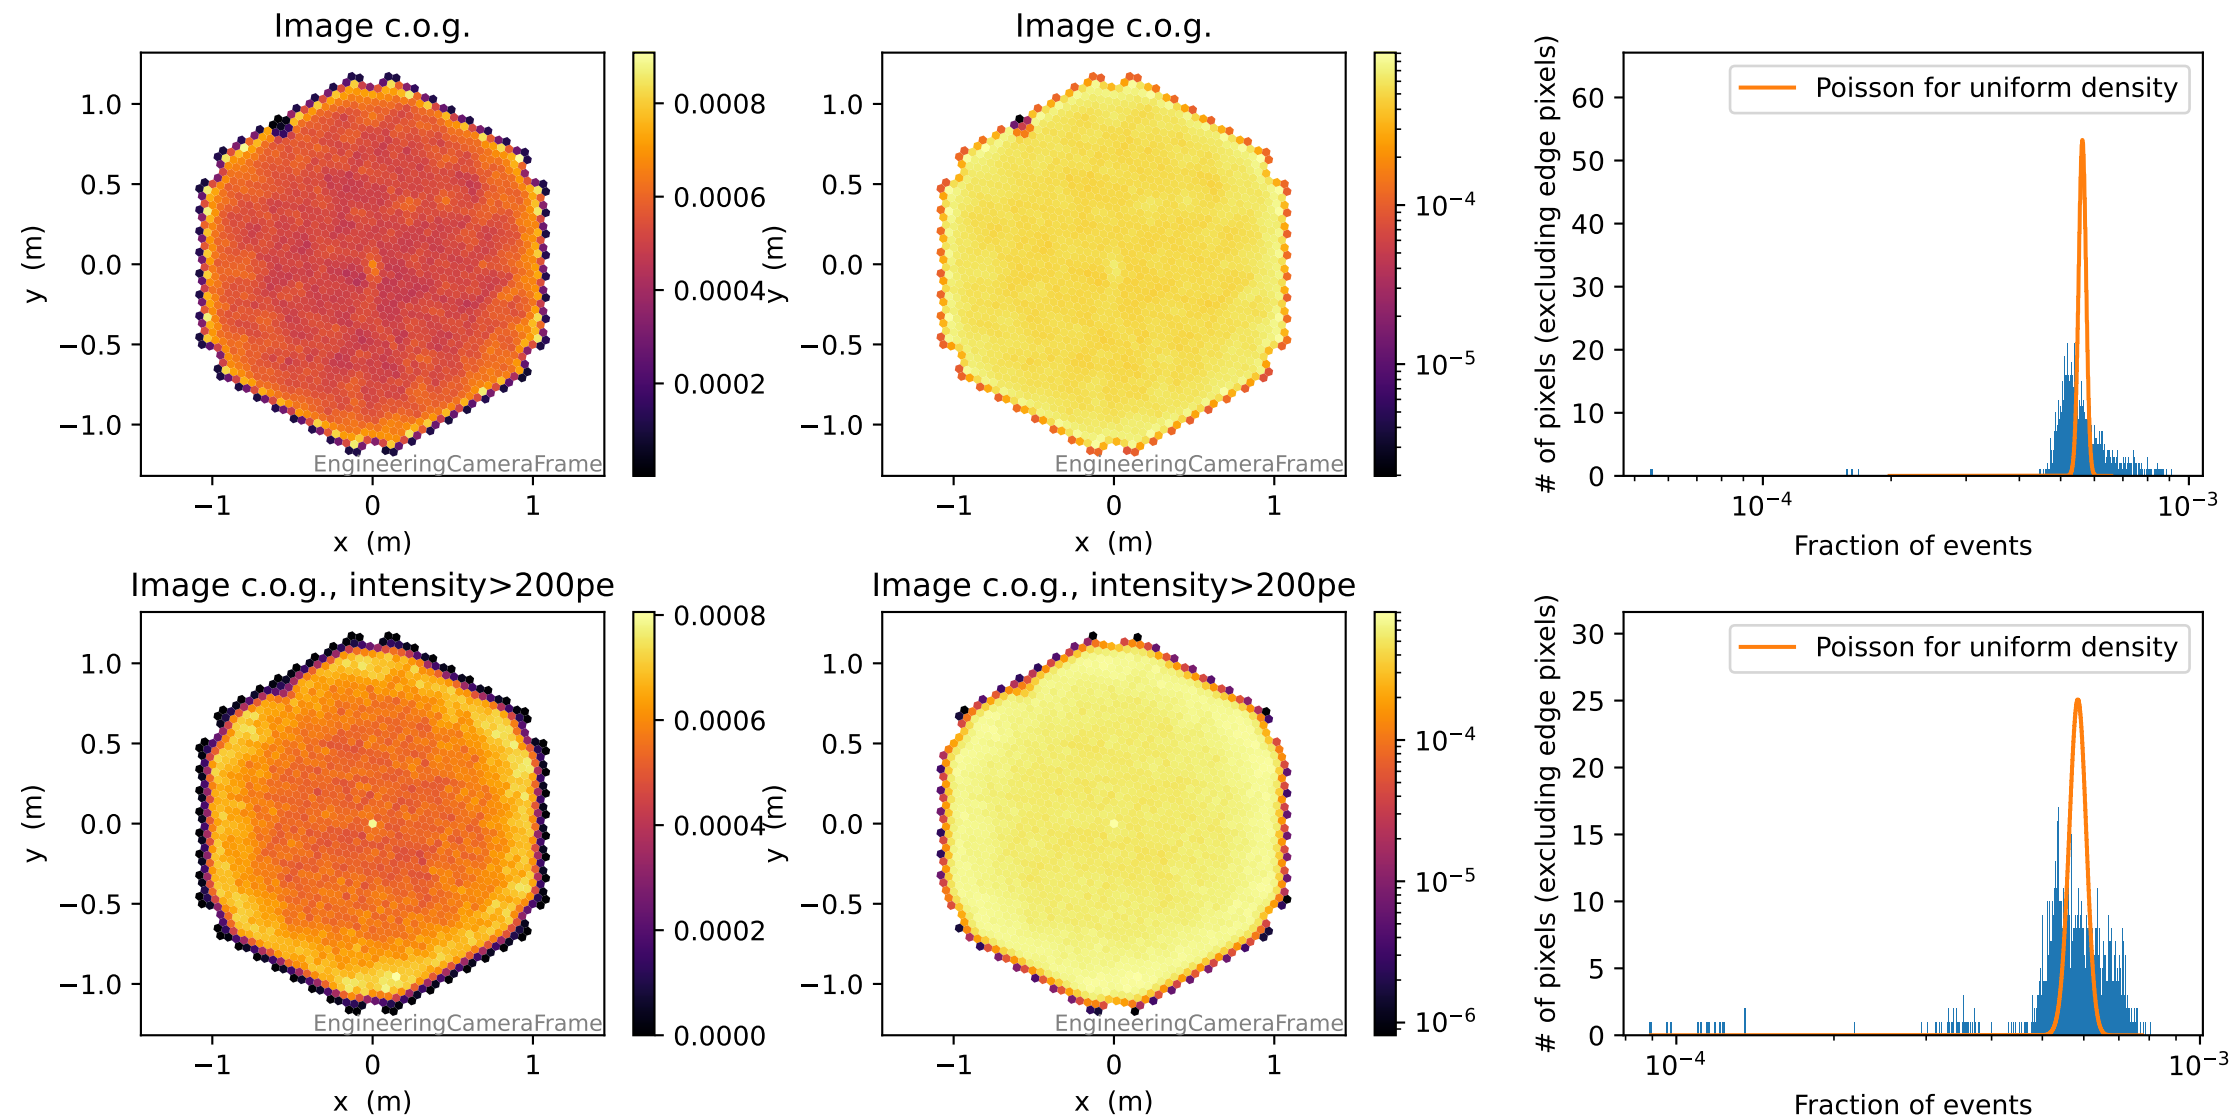 Image c.o.g.
y (m)
1.0
0.5
0.0
−0.5
−1.0
EngineeringCameraFrame
−1 0 1
x (m)
0.0008
0.0006
0.0004
0.0002
Image c.o.g.
y (m)
1.0
0.5
0.0
−0.5
−1.0
EngineeringCameraFrame
−1 0 1
x (m)
10⁻⁴
10⁻⁵
# of pixels (excluding edge pixels)
60
50
40
30
20
10
0
Poisson for uniform density
10⁻⁴ 10⁻³
Fraction of events
Image c.o.g., intensity>200pe
y (m)
1.0
0.5
0.0
−0.5
−1.0
EngineeringCameraFrame
−1 0 1
x (m)
0.0008
0.0006
0.0004
0.0002
0.0000
Image c.o.g., intensity>200pe
y (m)
1.0
0.5
0.0
−0.5
−1.0
EngineeringCameraFrame
−1 0 1
x (m)
10⁻⁴
10⁻⁵
10⁻⁶
# of pixels (excluding edge pixels)
30
25
20
15
10
5
0
Poisson for uniform density
10⁻⁴ 10⁻³
Fraction of events